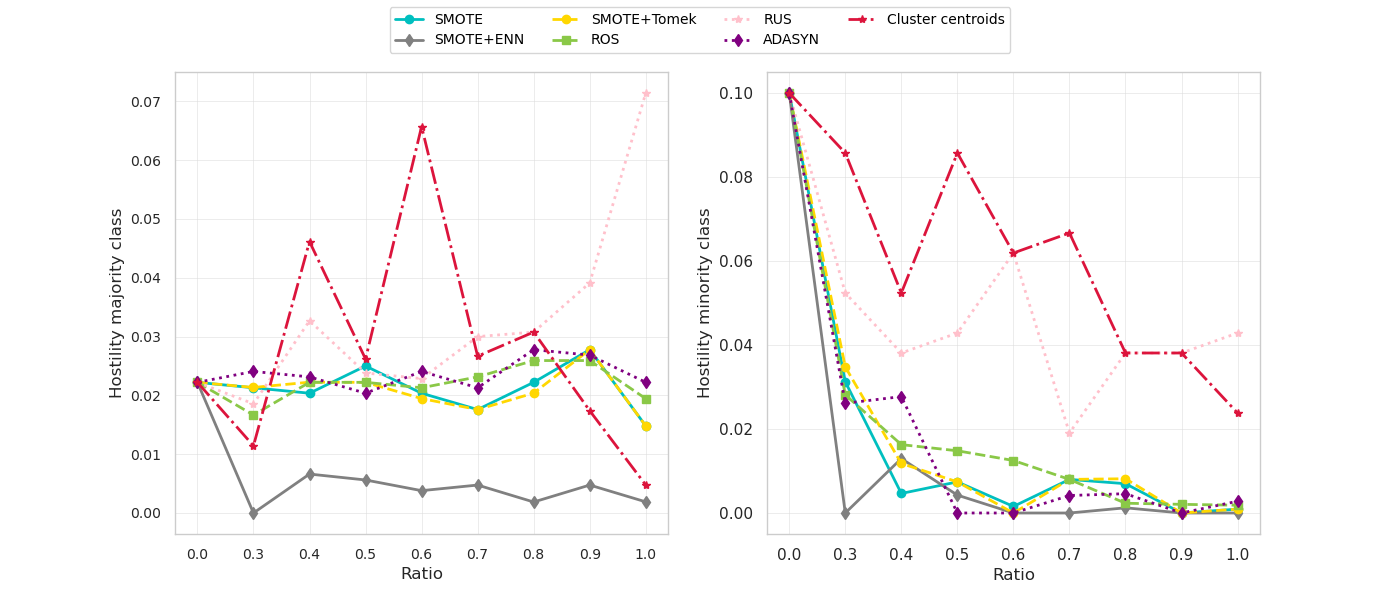 SMOTE
SMOTE+ENN
SMOTE+Tomek
ROS
RUS
ADASYN
Cluster centroids
Hostility majority class
0.07
0.06
0.05
0.04
0.03
0.02
0.01
0.00
0.0 0.3 0.4 0.5 0.6 0.7 0.8 0.9 1.0
Ratio
Hostility minority class
0.10
0.08
0.06
0.04
0.02
0.00
0.0 0.3 0.4 0.5 0.6 0.7 0.8 0.9 1.0
Ratio